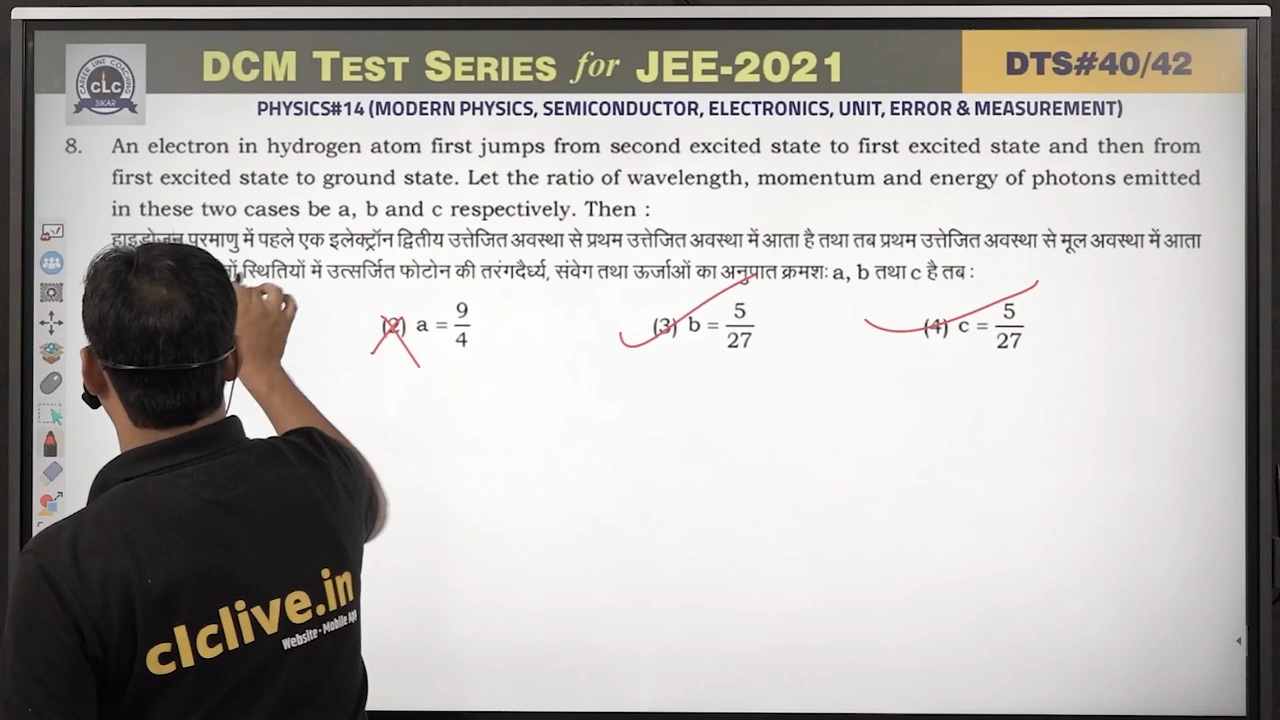 CAREER LINE COACHING
CLC
SIKAR
DCM TEST SERIES for JEE-2021
DTS#40/42
PHYSICS#14 (MODERN PHYSICS, SEMICONDUCTOR, ELECTRONICS, UNIT, ERROR & MEASUREMENT)
8. An electron in hydrogen atom first jumps from second excited state to first excited state and then from
first excited state to ground state. Let the ratio of wavelength, momentum and energy of photons emitted
in these two cases be a, b and c respectively. Then :
हाइड्रोजन परमाणु में पहले एक इलेक्ट्रॉन द्वितीय उत्तेजित अवस्था से प्रथम उत्तेजित अवस्था में आता है तथा तब प्रथम उत्तेजित अवस्था से मूल अवस्था में आता
स्थितियों में उत्सर्जित फोटोन की तरंगदैर्ध्य, संवेग तथा ऊर्जाओं का अनुपात क्रमशः a, b तथा c है तब :
(2) a = 9/4 (3) b = 5/27 (4) c = 5/27
clclive.in
Website • Mobile App